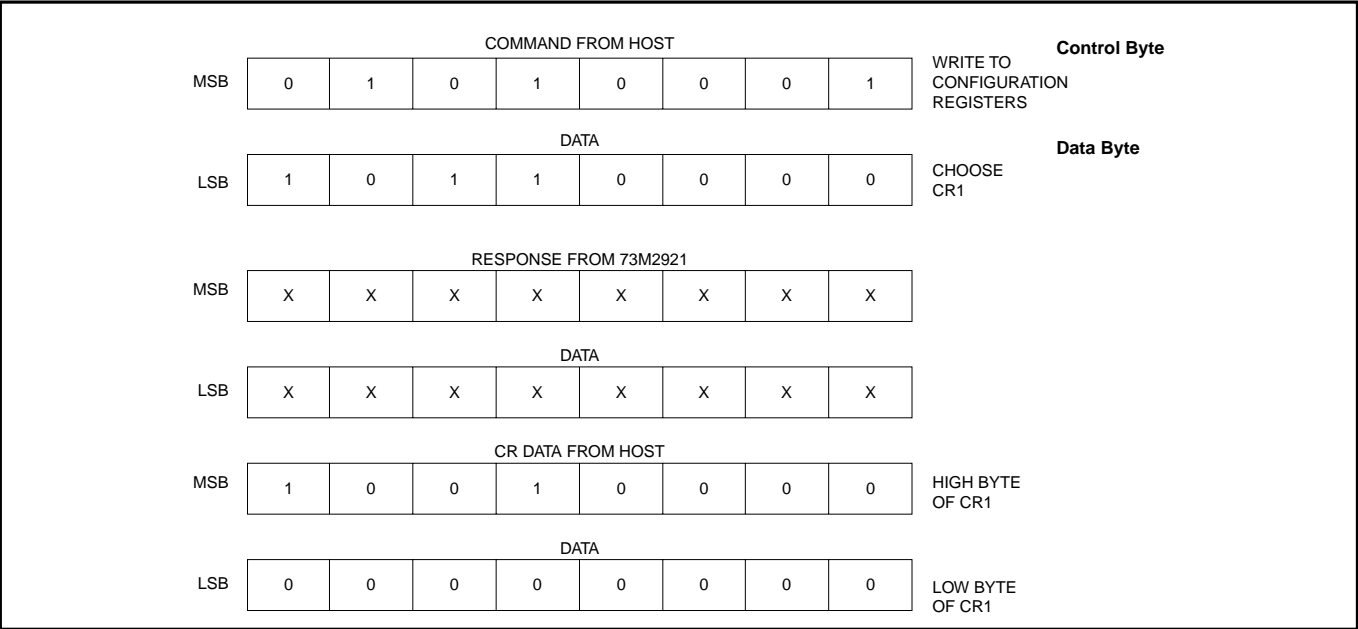 COMMAND FROM HOST
Control Byte
MSB 0 1 0 1 0 0 0 1
WRITE TO
CONFIGURATION
REGISTERS
DATA
Data Byte
LSB 1 0 1 1 0 0 0 0
CHOOSE
CR1
RESPONSE FROM 73M2921
MSB X X X X X X X X
DATA
LSB X X X X X X X X
CR DATA FROM HOST
MSB 1 0 0 1 0 0 0 0
HIGH BYTE
OF CR1
DATA
LSB 0 0 0 0 0 0 0 0
LOW BYTE
OF CR1